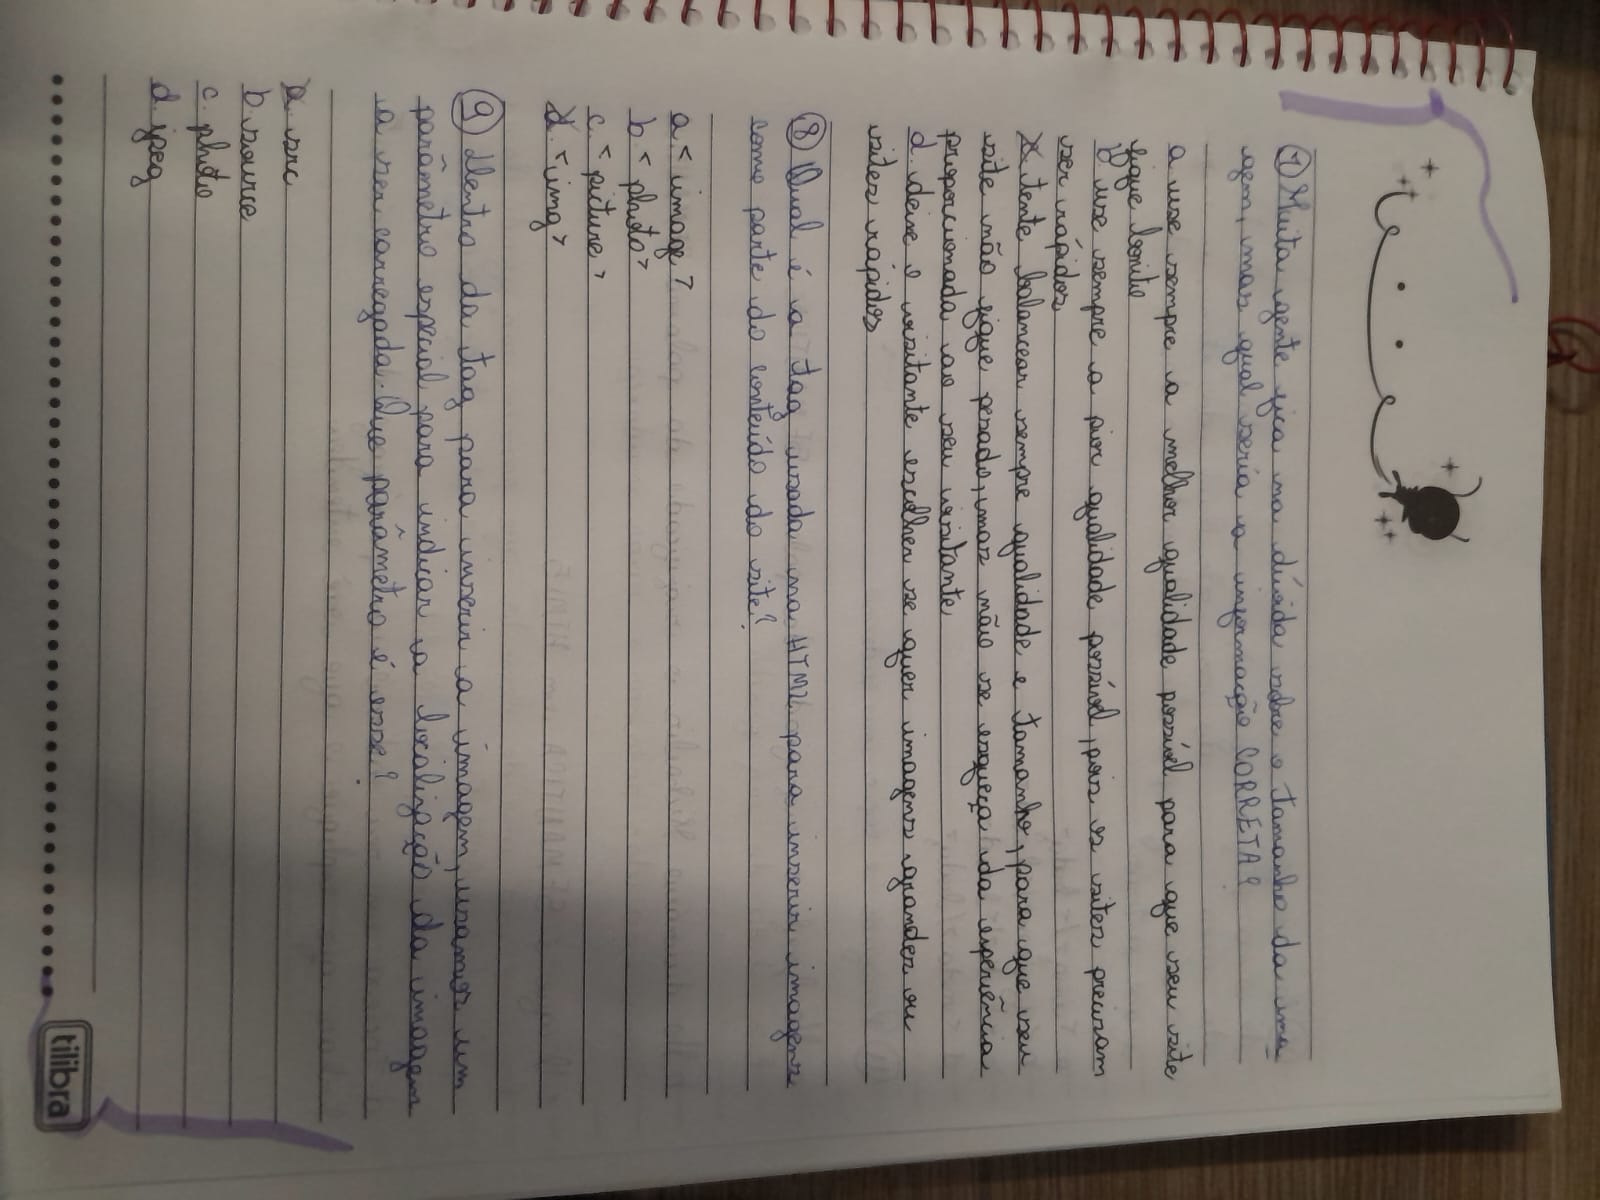 7 Muita gente fica na dúvida sobre o tamanho da ima
gem, mas qual seria a informação CORRETA?
a use sempre a melhor qualidade possível para que seu site
fique bonito
b use sempre a pior qualidade possível, pois os sites precisam
ser rápidos
X tente balancear sempre qualidade e tamanho, para que seu
site não fique pesado, mas não se esqueça da experiência
proporcionada ao seu visitante
d. deixe o visitante escolher se quer imagens grandes ou
sites rápidos
8 Qual é a tag usada na HTML para inserir imagens
como parte do conteúdo do site?
a. < image >
b. < photo >
c. < picture >
d. < img >
9 Dentro da tag para inserir a imagem, usamos um
parâmetro especial para indicar a localização da imagem
a ser carregada. Que parâmetro é esse?
a. src
b. source
c. photo
d. jpeg
tilibra